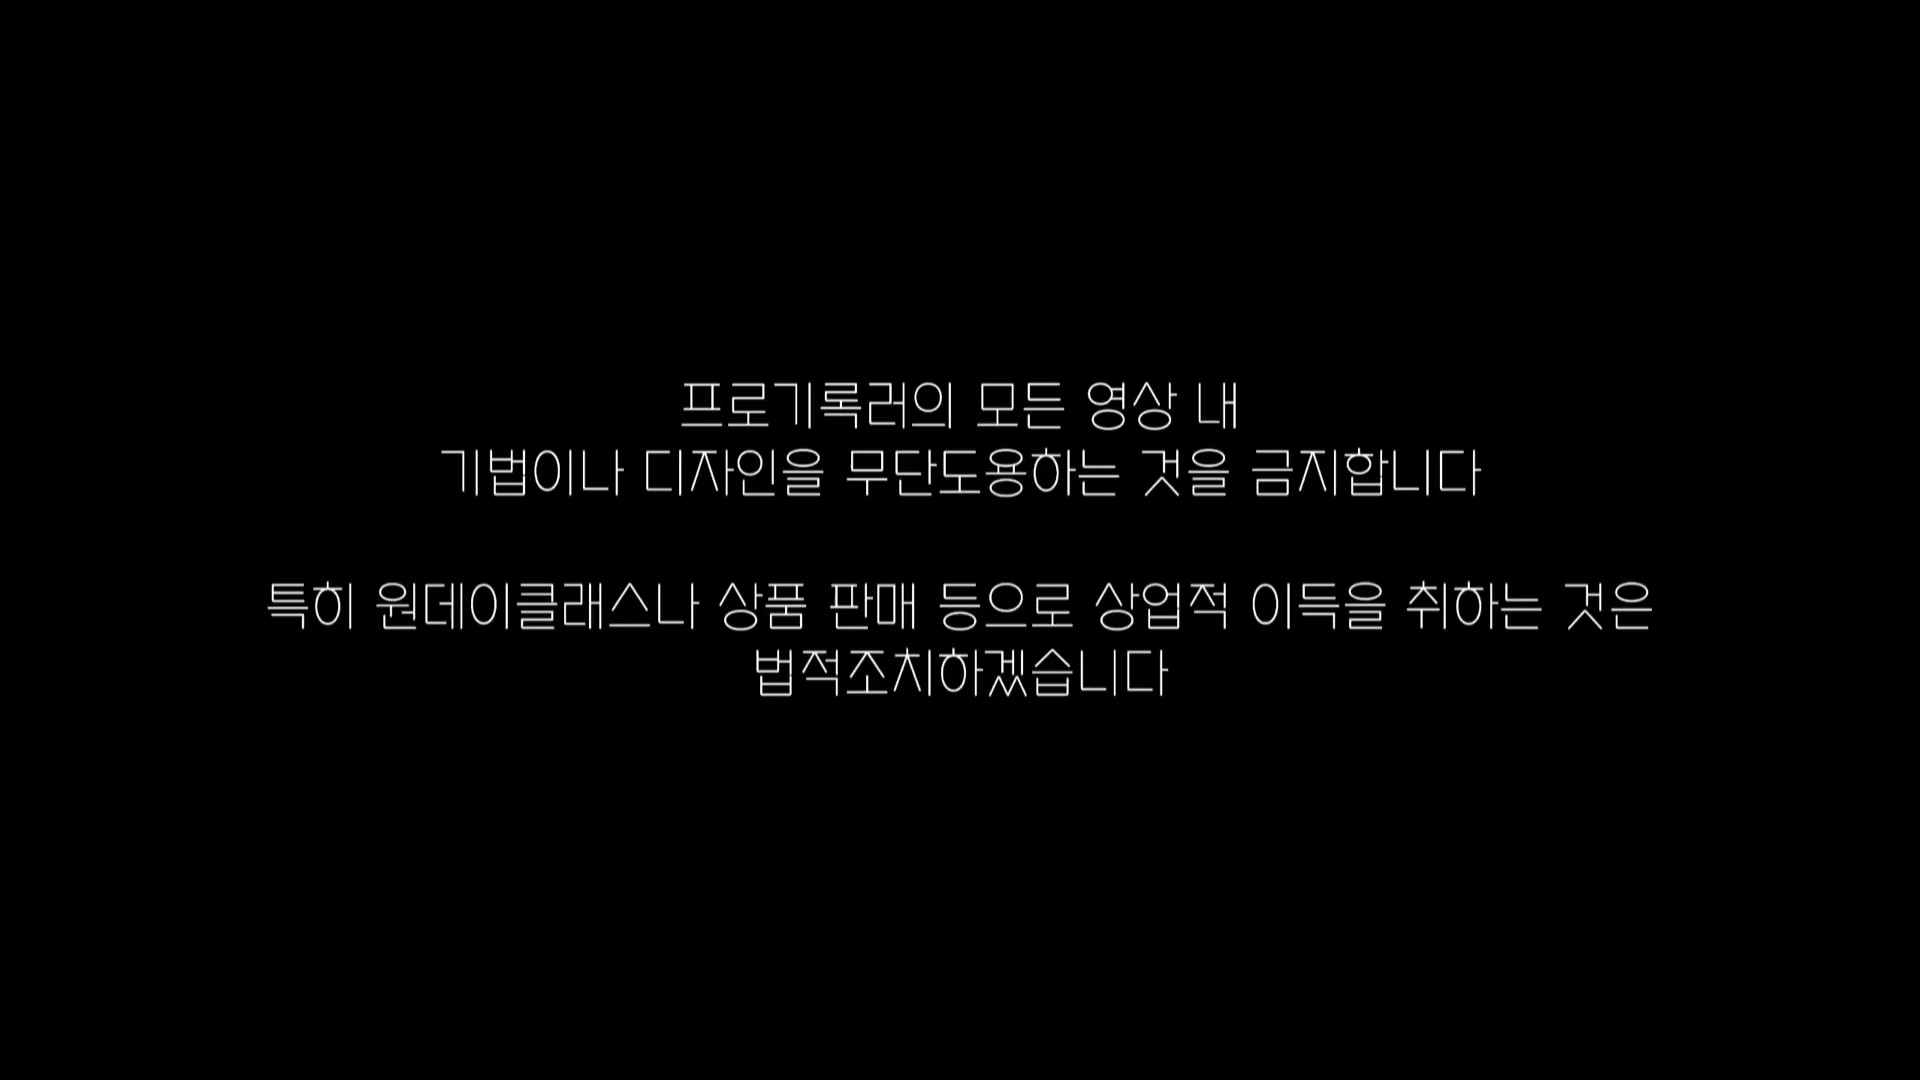 프로기록러의 모든 영상 내
기법이나 디자인을 무단도용하는 것을 금지합니다
특히 원데이클래스나 상품 판매 등으로 상업적 이득을 취하는 것은
법적조치하겠습니다